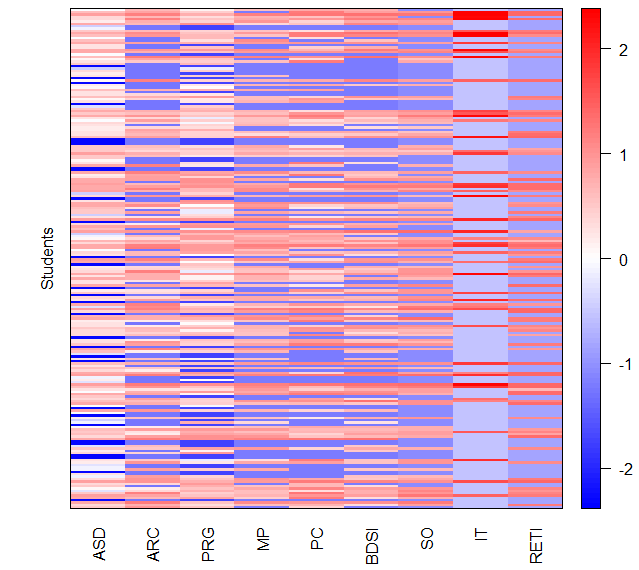 2
1
0
-1
-2
Students
ASD
ARC
PRG
MP
PC
BDSI
SO
IT
RETI